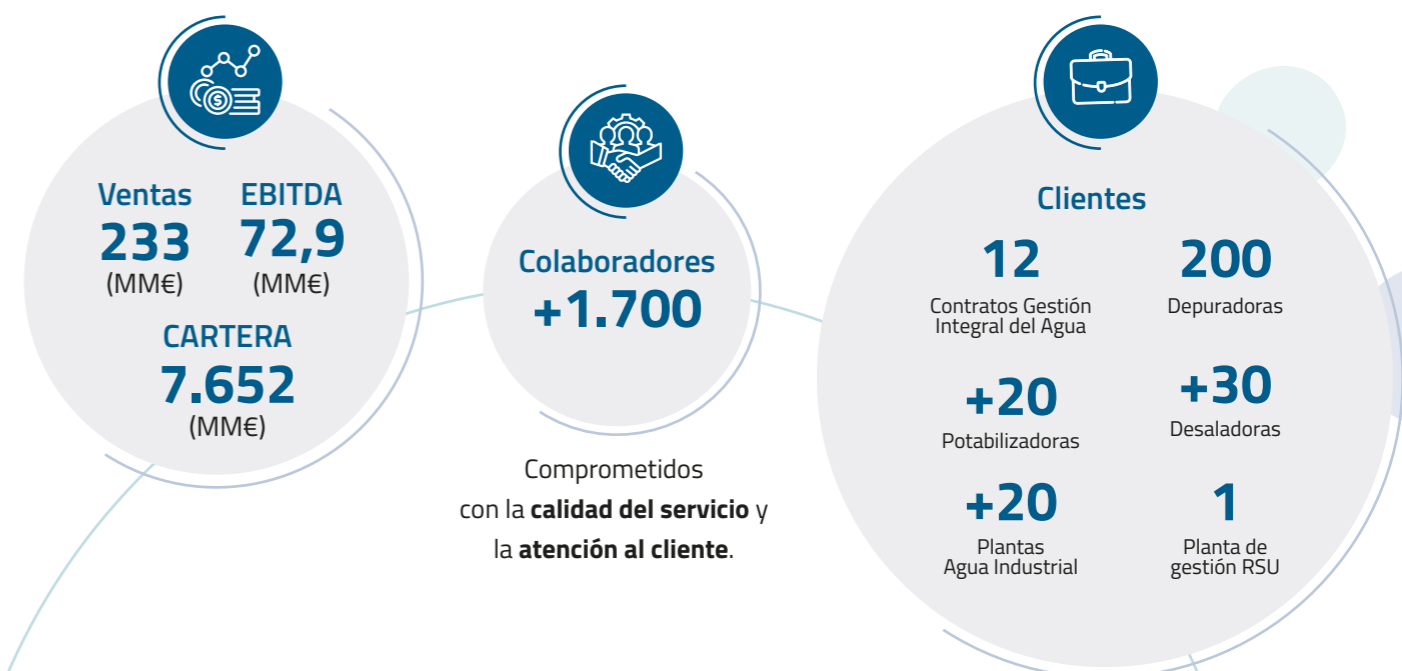 Ventas
233
(MM€)
EBITDA
72,9
(MM€)
CARTERA
7.652
(MM€)
Colaboradores
+1.700
Comprometidos
con la calidad del servicio y
la atención al cliente.
Clientes
12
Contratos Gestión
Integral del Agua
200
Depuradoras
+20
Potabilizadoras
+30
Desaladoras
+20
Plantas
Agua Industrial
1
Planta de
gestión RSU